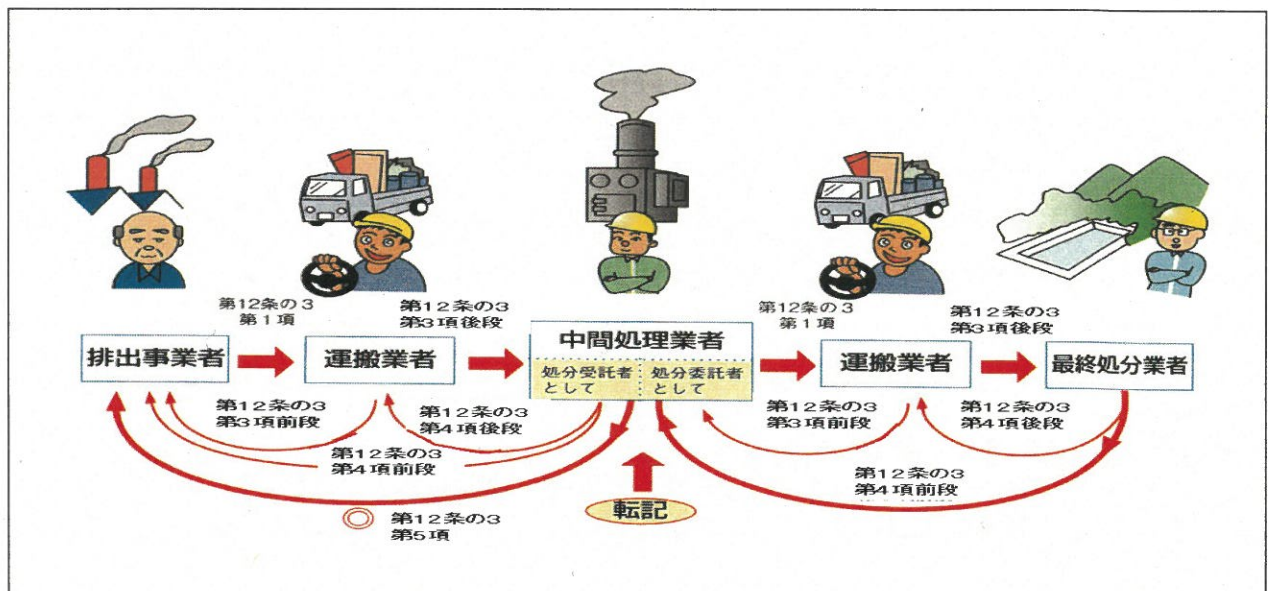 第12条の3
第1項
第12条の3
第3項後段
第12条の3
第1項
第12条の3
第3項後段
排出事業者
運搬業者
中間処理業者
処分受託者
として
処分委託者
として
運搬業者
最終処分業者
第12条の3
第3項前段
第12条の3
第4項後段
第12条の3
第3項前段
第12条の3
第4項後段
第12条の3
第4項前段
第12条の3
第4項前段
転記
◎ 第12条の3
第5項